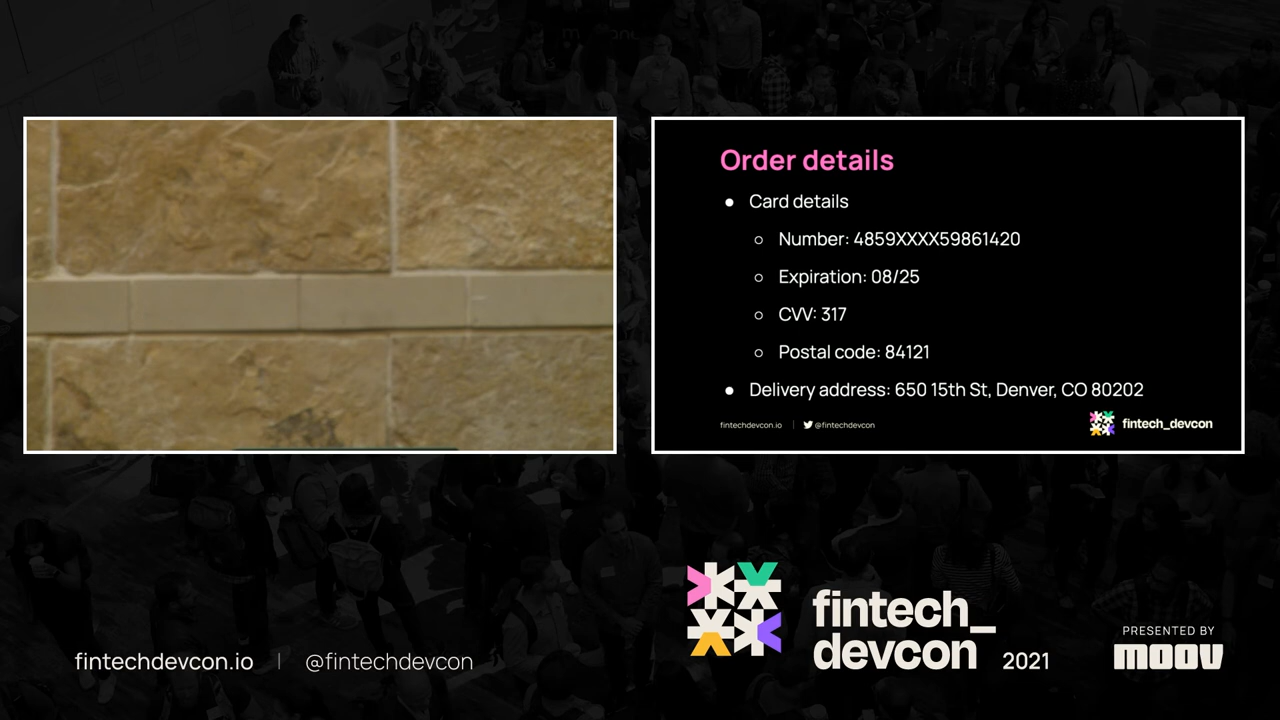 Order details
● Card details
○ Number: 4859XXXX59861420
○ Expiration: 08/25
○ CVV: 317
○ Postal code: 84121
● Delivery address: 650 15th St, Denver, CO 80202
fintechdevcon.io | @fintechdevcon
fintech_devcon
fintechdevcon.io | @fintechdevcon
fintech_
devcon 2021
PRESENTED BY
moov